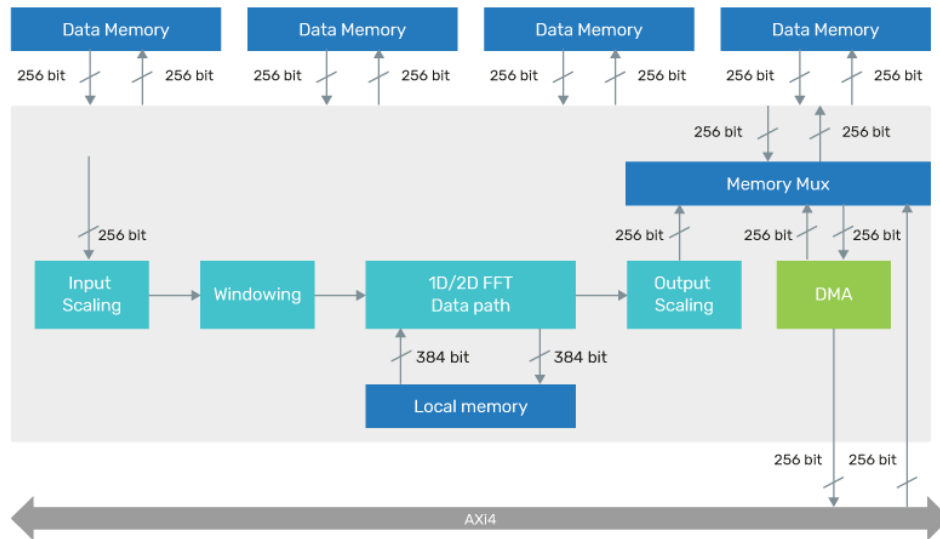 Data Memory
Data Memory
Data Memory
Data Memory
256 bit
256 bit
256 bit
256 bit
256 bit
256 bit
256 bit
256 bit
256 bit
256 bit
Memory Mux
256 bit
256 bit
256 bit
256 bit
Input
Scaling
Windowing
1D/2D FFT
Data path
Output
Scaling
DMA
384 bit
384 bit
Local memory
256 bit
256 bit
AXi4